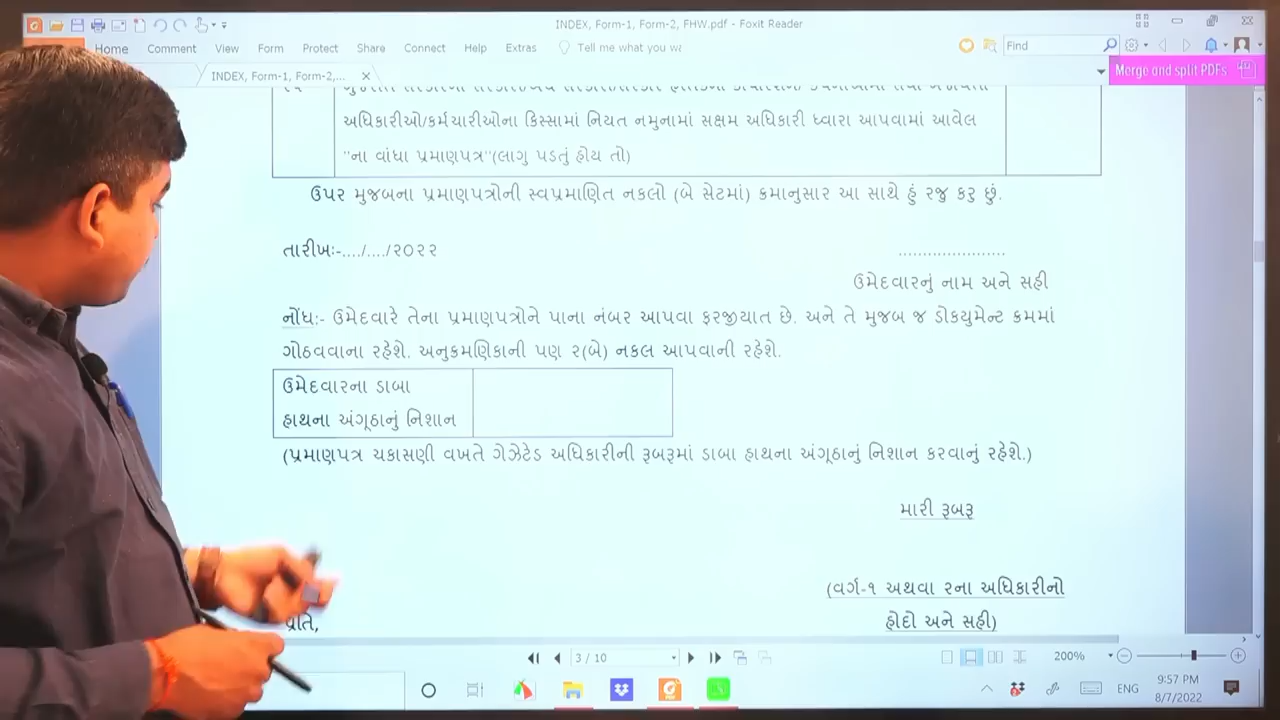 INDEX, Form-1, Form-2, FHW.pdf - Foxit Reader
Home Comment View Form Protect Share Connect Help Extras Tell me what you wa Find
INDEX, Form-1, Form-2,... Merge and split PDFs
અધિકારીઓ/કર્મચારીઓના કિસ્સામાં નિયત નમુનામાં સક્ષમ અધિકારી ધ્વારા આપવામાં આવેલ
"ના વાંધા પ્રમાણપત્ર"(લાગુ પડતું હોય તો)
ઉપર મુજબના પ્રમાણપત્રોની સ્વપ્રમાણિત નકલો (બે સેટમાં) ક્રમાનુસાર આ સાથે હું રજુ કરુ છું.
તારીખઃ-..../..../૨૦૨૨ ......................
ઉમેદવારનું નામ અને સહી
નોંધઃ- ઉમેદવારે તેના પ્રમાણપત્રોને પાના નંબર આપવા ફરજીયાત છે. અને તે મુજબ જ ડોકયુમેન્ટ ક્રમમાં
ગોઠવવાના રહેશે. અનુક્રમણિકાની પણ ૨(બે) નકલ આપવાની રહેશે.
ઉમેદવારના ડાબા
હાથના અંગૂઠાનું નિશાન
(પ્રમાણપત્ર ચકાસણી વખતે ગેઝેટેડ અધિકારીની રૂબરૂમાં ડાબા હાથના અંગૂઠાનું નિશાન કરવાનું રહેશે.)
મારી રૂબરૂ
(વર્ગ-૧ અથવા ૨ના અધિકારીનો
હોદો અને સહી)
પ્રતિ,
3 / 10 200%
ENG 9:57 PM
8/7/2022